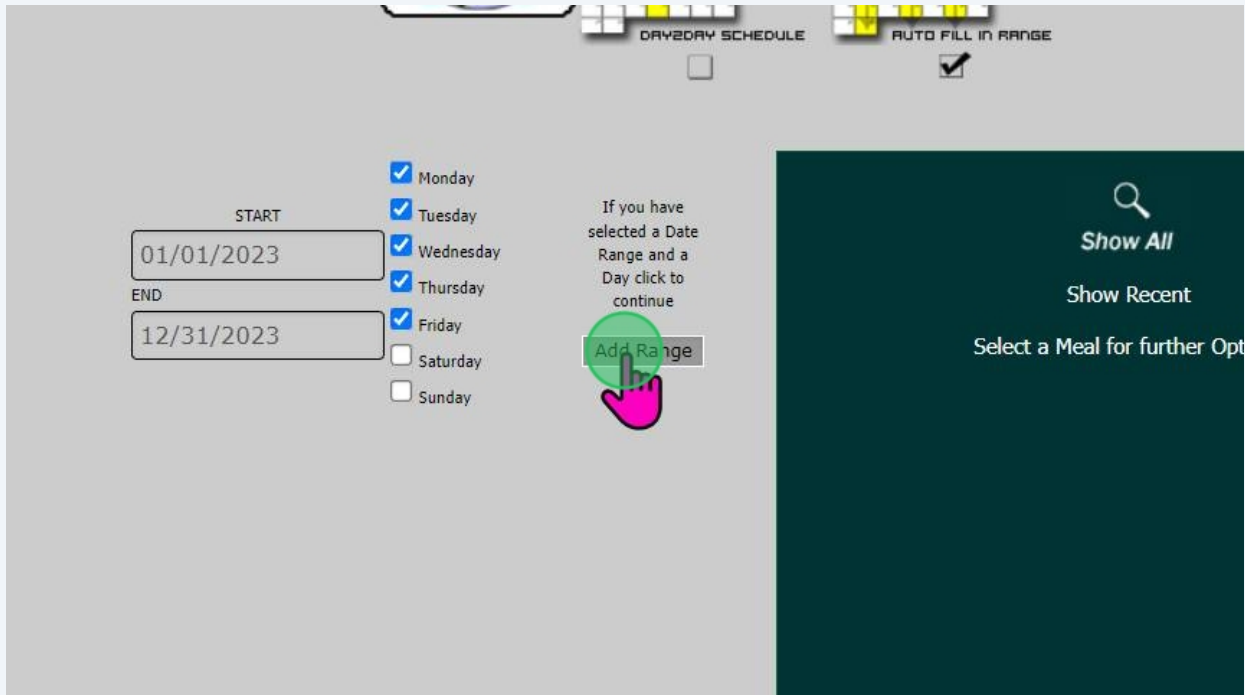 DAY2DAY SCHEDULE
AUTO FILL IN RANGE
START
01/01/2023
END
12/31/2023
Monday
Tuesday
Wednesday
Thursday
Friday
Saturday
Sunday
If you have
selected a Date
Range and a
Day click to
continue
Add Range
Show All
Show Recent
Select a Meal for further Opt